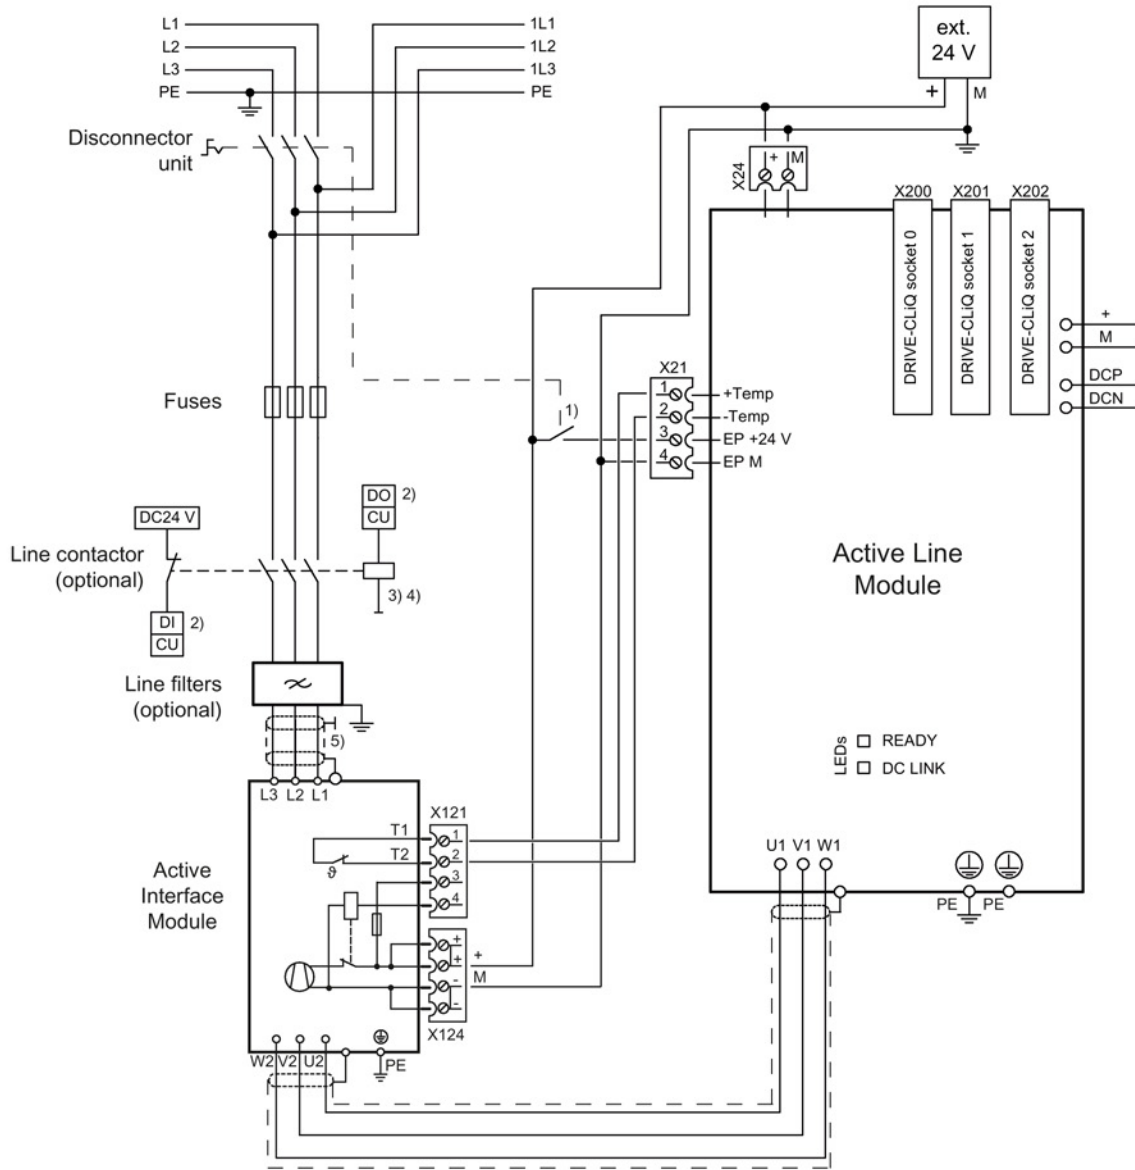 L1
1L1
L2
1L2
L3
1L3
PE
PE
ext.
24 V
+
M
Disconnector
unit
X24
+
M
X200
X201
X202
DRIVE-CLiQ socket 0
DRIVE-CLiQ socket 1
DRIVE-CLiQ socket 2
+
M
DCP
DCN
X21
1
+Temp
2
-Temp
3
EP +24 V
4
EP M
1)
Fuses
DC24 V
DO
CU
2)
Line contactor
(optional)
3) 4)
DI
CU
2)
Active Line
Module
Line filters
(optional)
5)
LEDs
READY
DC LINK
L3
L2
L1
X121
T1
1
T2
2
3
4
ϑ
Active
Interface
Module
+
+
-
-
+
M
X124
U1
V1
W1
PE
PE
W2
V2
U2
PE